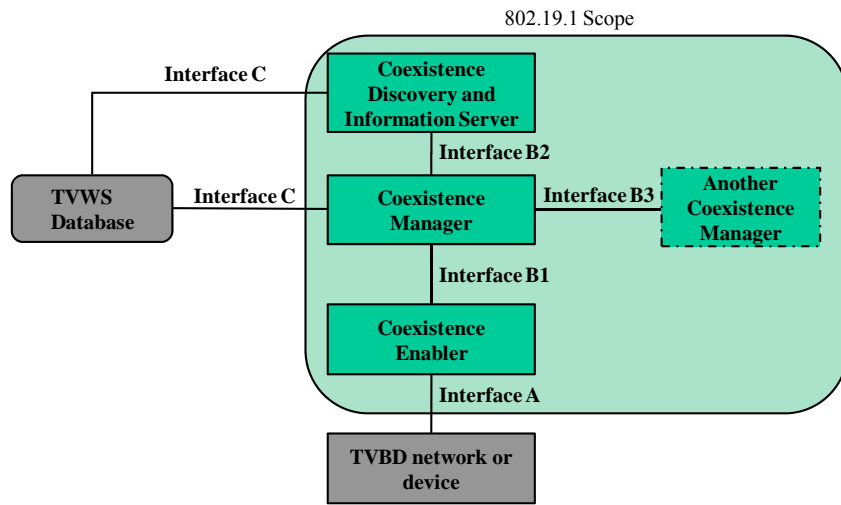 802.19.1 Scope
Interface C
Coexistence
Discovery and
Information Server
Interface B2
TVWS
Database
Interface C
Coexistence
Manager
Interface B3
Another
Coexistence
Manager
Interface B1
Coexistence
Enabler
Interface A
TVBD network or
device